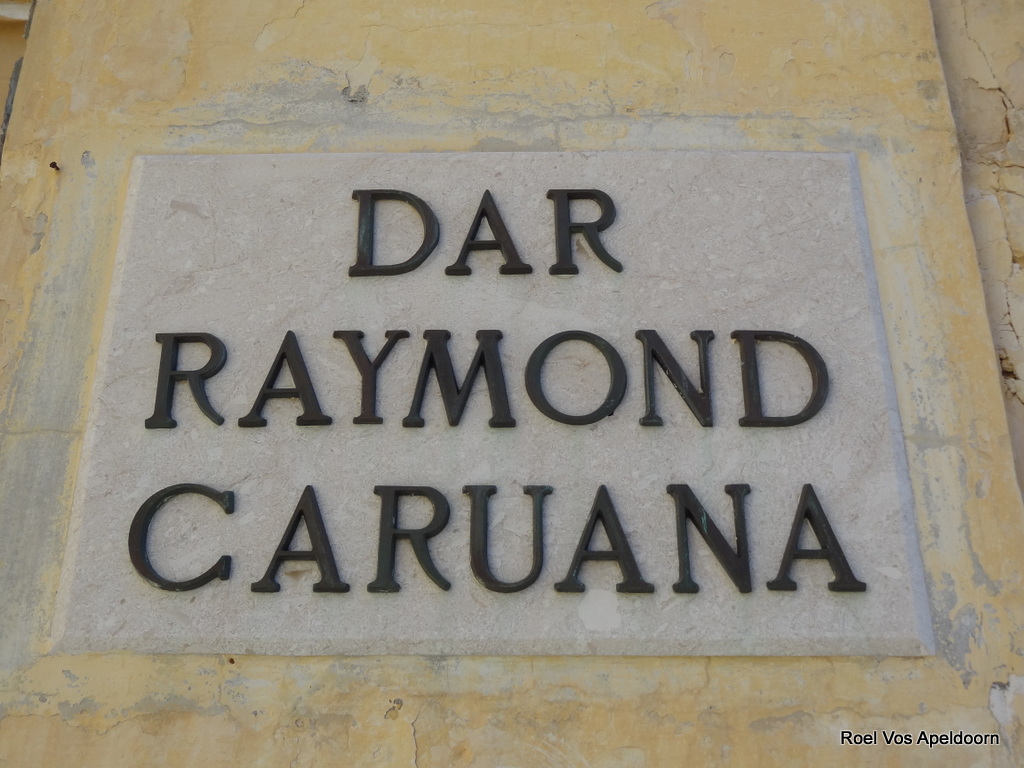 DAR
RAYMOND
CARUANA
Roel Vos Apeldoorn